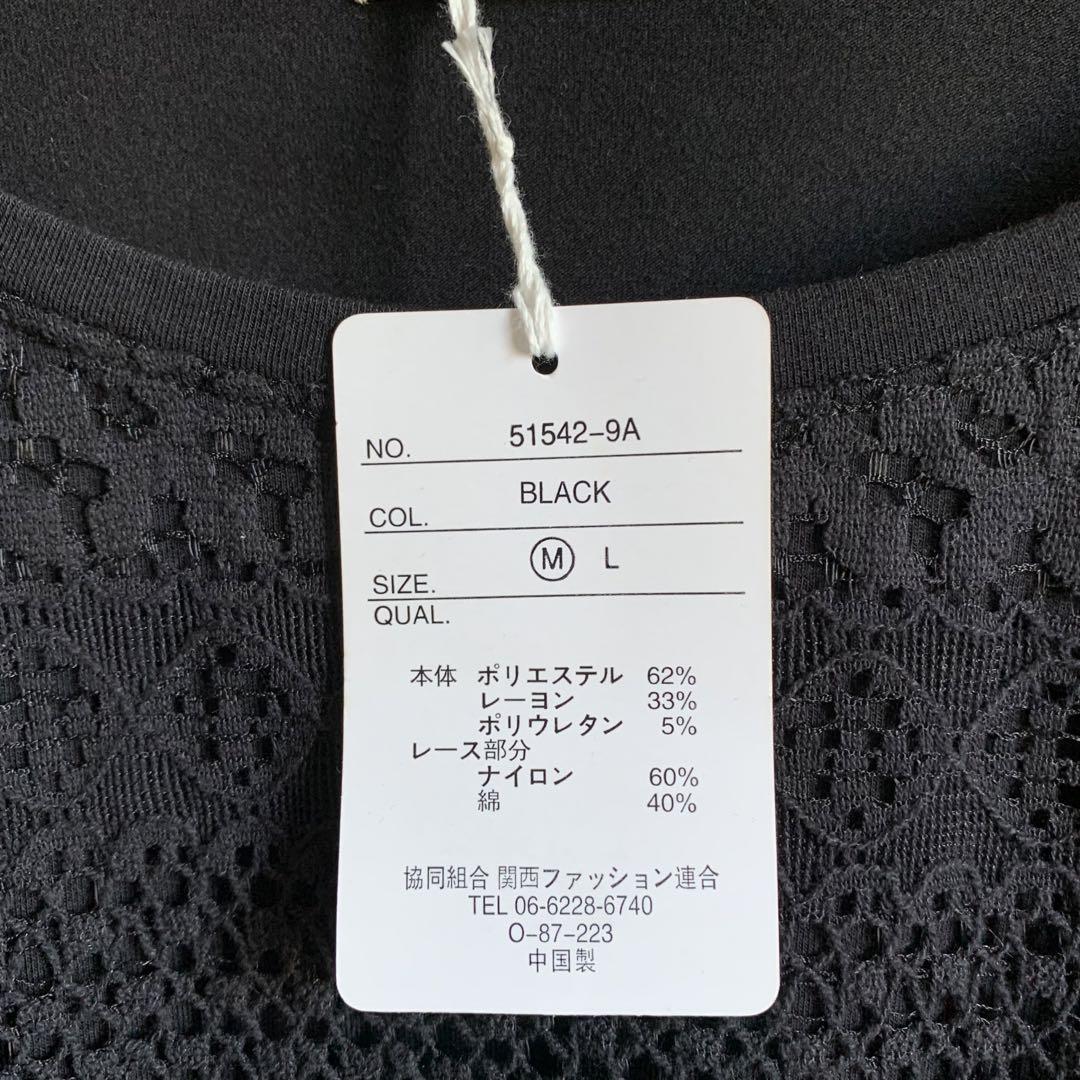 NO. 51542-9A
COL. BLACK
SIZE. Ⓜ L
QUAL.
本体 ポリエステル 62%
レーヨン 33%
ポリウレタン 5%
レース部分
ナイロン 60%
綿 40%
協同組合 関西ファッション連合
TEL 06-6228-6740
O-87-223
中国製